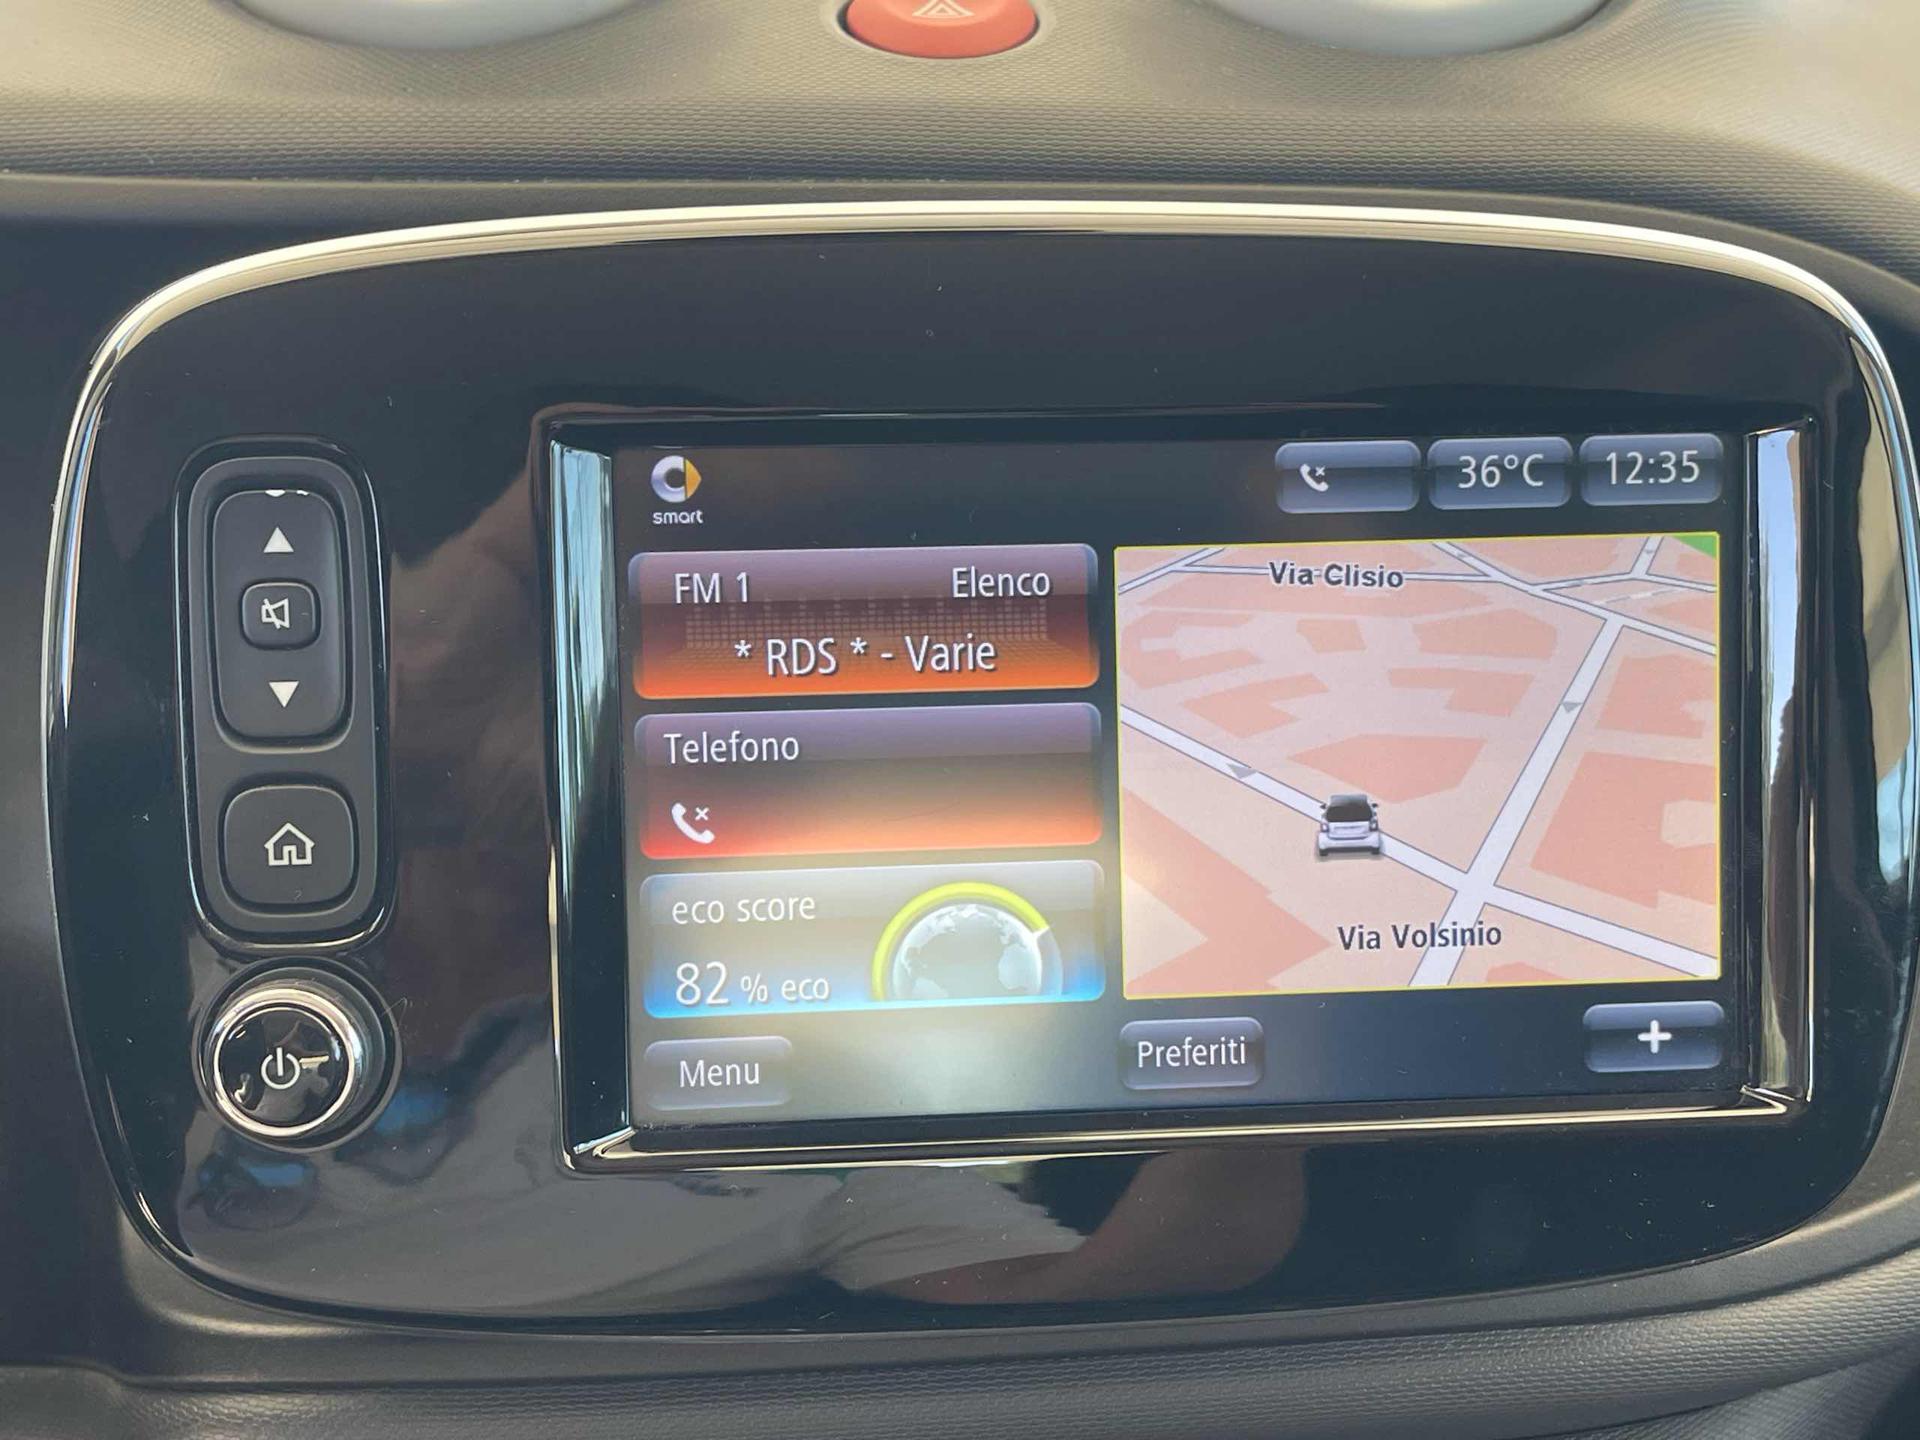 smart
36°C
12:35
FM 1
Elenco
* RDS * - Varie
Telefono
eco score
82 % eco
Via Clisio
Via Volsinio
Menu
Preferiti
+